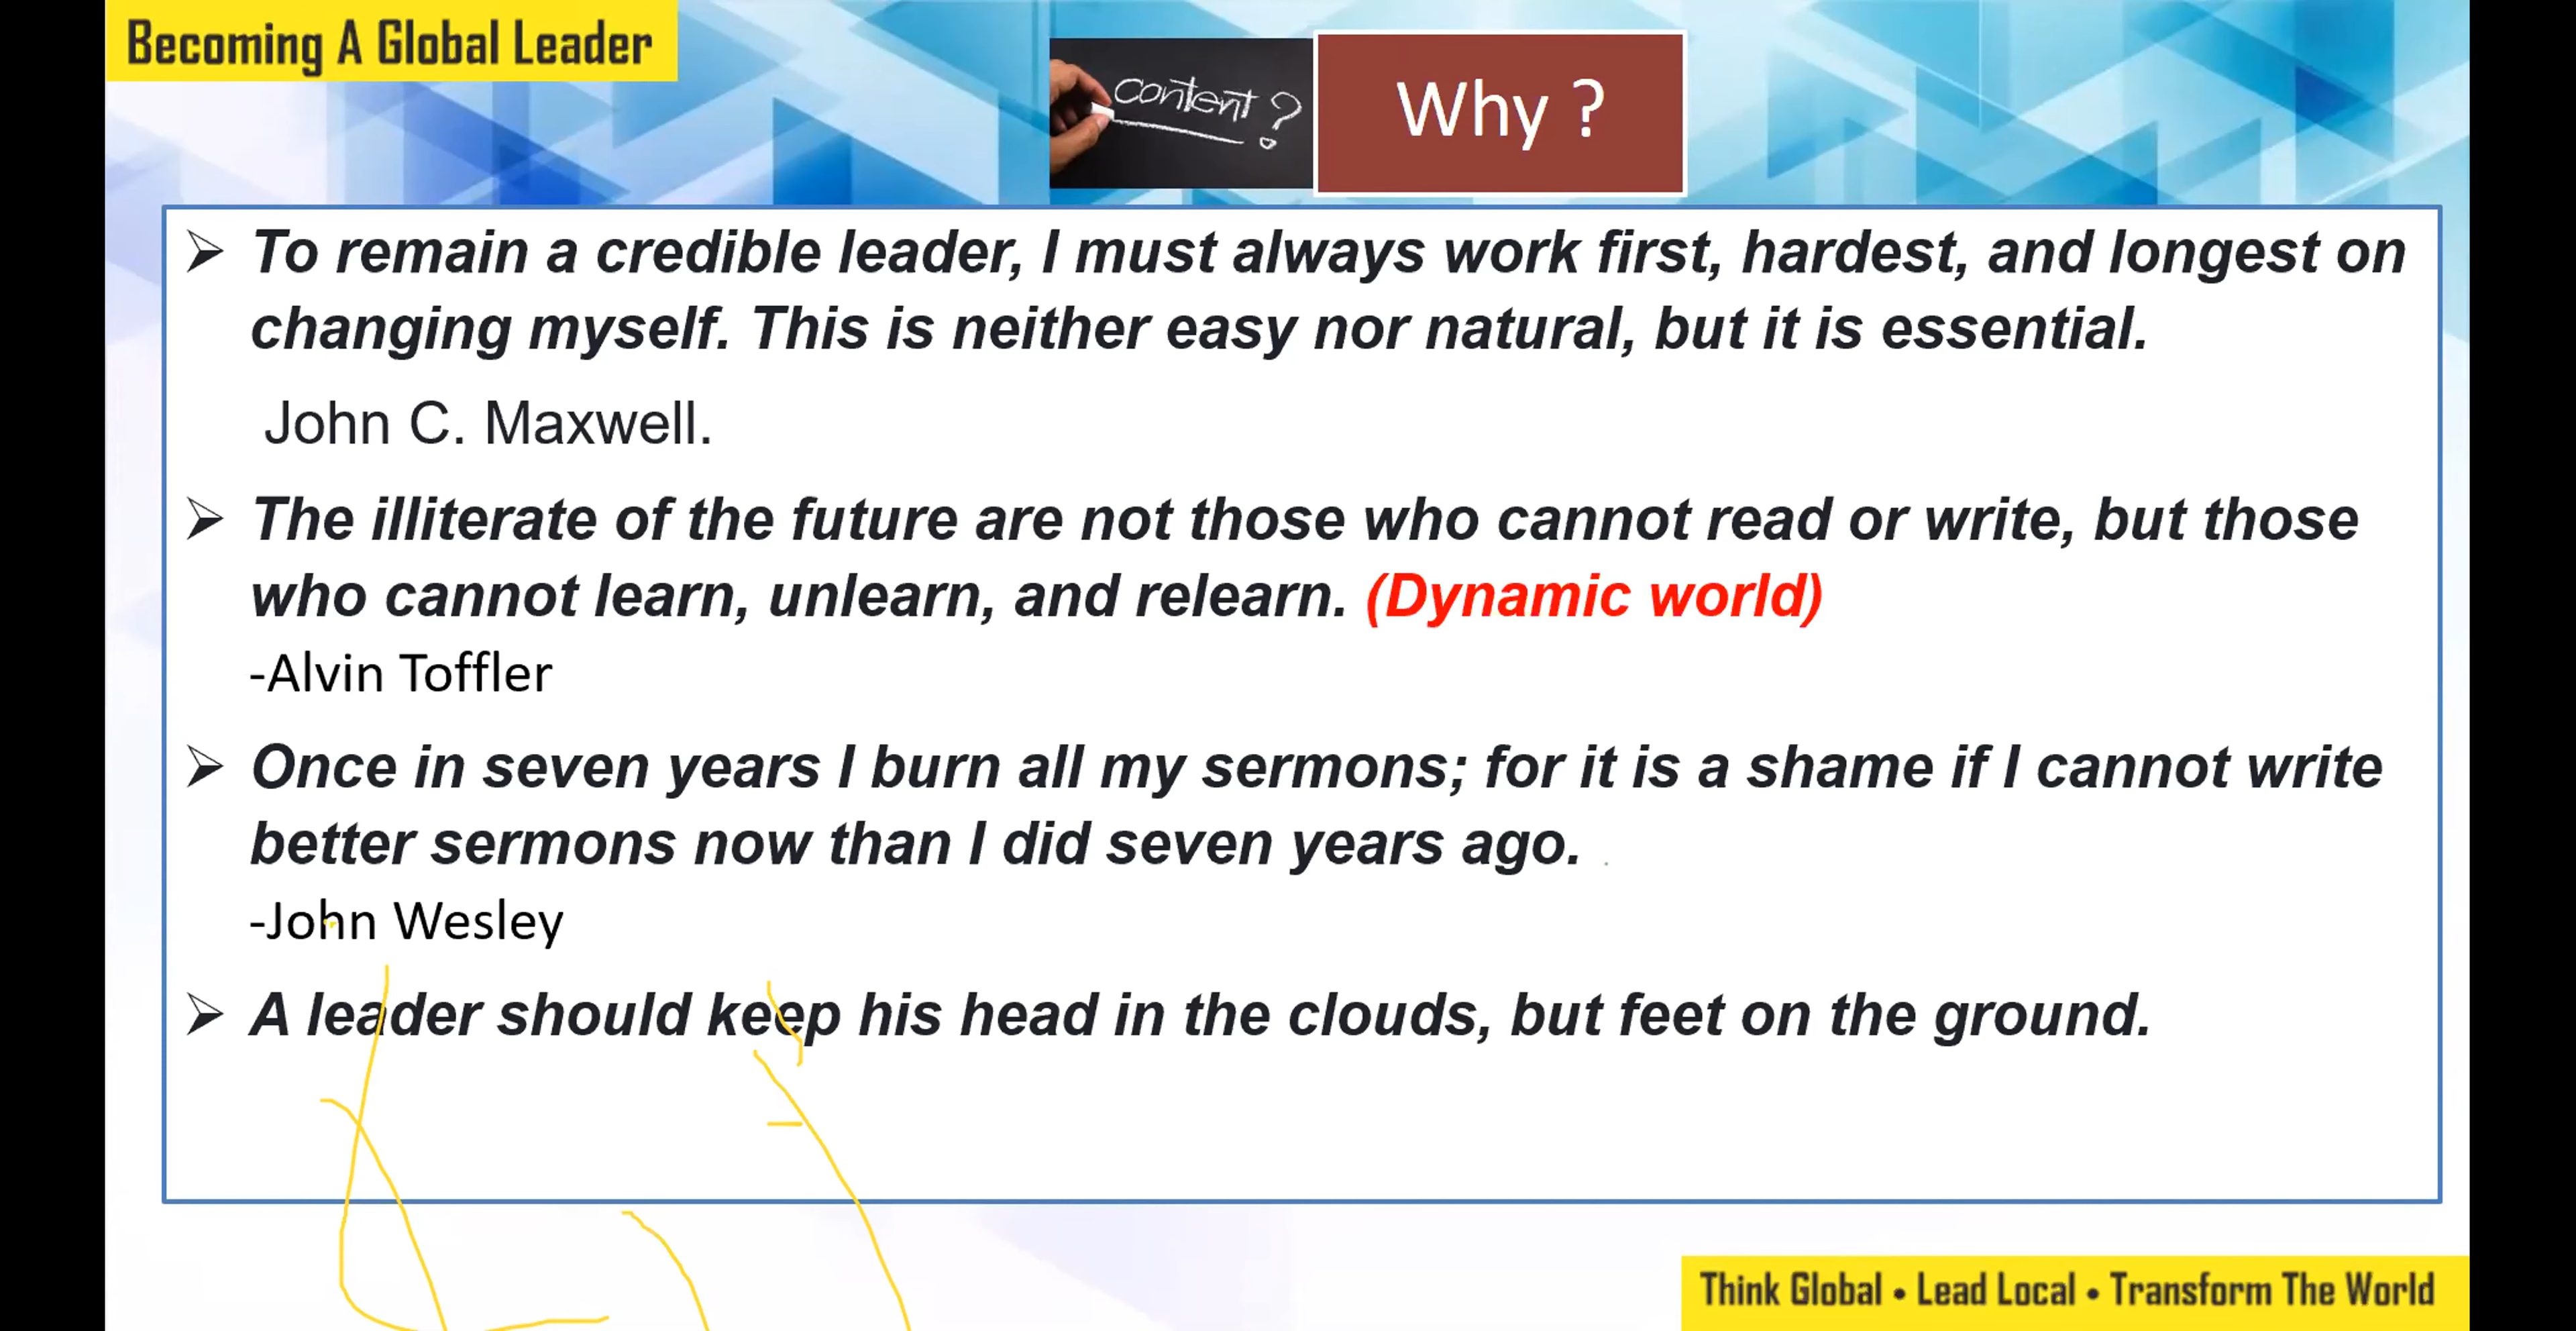 Becoming A Global Leader
content?
Why ?
To remain a credible leader, I must always work first, hardest, and longest on
changing myself. This is neither easy nor natural, but it is essential.
John C. Maxwell.
The illiterate of the future are not those who cannot read or write, but those
who cannot learn, unlearn, and relearn. (Dynamic world)
-Alvin Toffler
Once in seven years I burn all my sermons; for it is a shame if I cannot write
better sermons now than I did seven years ago.
-John Wesley
A leader should keep his head in the clouds, but feet on the ground.
Think Global • Lead Local • Transform The World